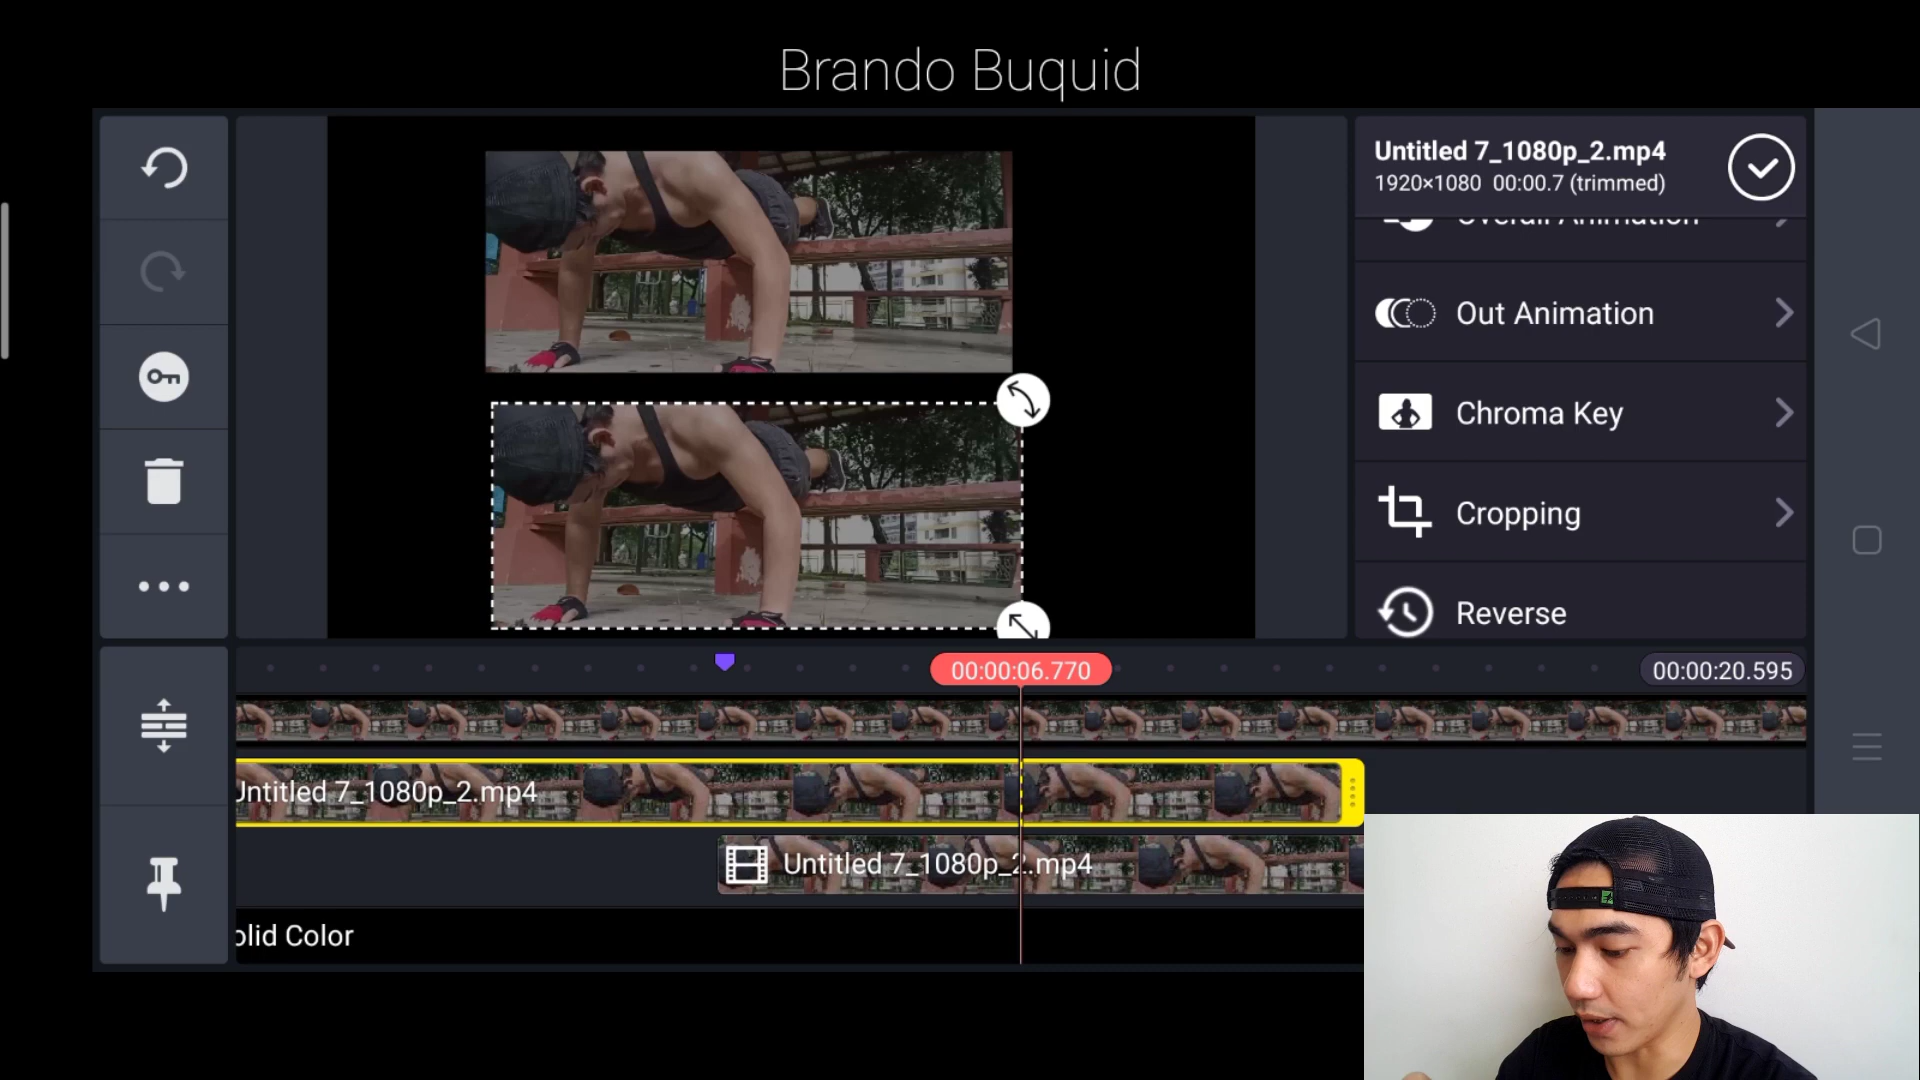 Brando Buquid
Untitled 7_1080p_2.mp4
1920×1080 00:00.7 (trimmed)
Overall Animation
Out Animation
Chroma Key
Cropping
Reverse
00:00:06.770
00:00:20.595
Untitled 7_1080p_2.mp4
Untitled 7_1080p_2.mp4
olid Color